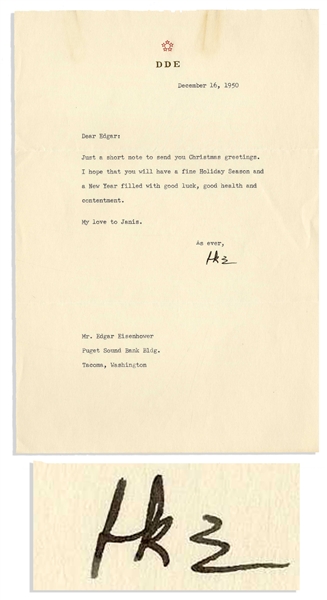 DDE
December 16, 1950
Dear Edgar:
Just a short note to send you Christmas greetings.
I hope that you will have a fine Holiday Season and
a New Year filled with good luck, good health and
contentment.
My love to Janis.
As ever,
Ike
Mr. Edgar Eisenhower
Puget Sound Bank Bldg.
Tacoma, Washington
Ike